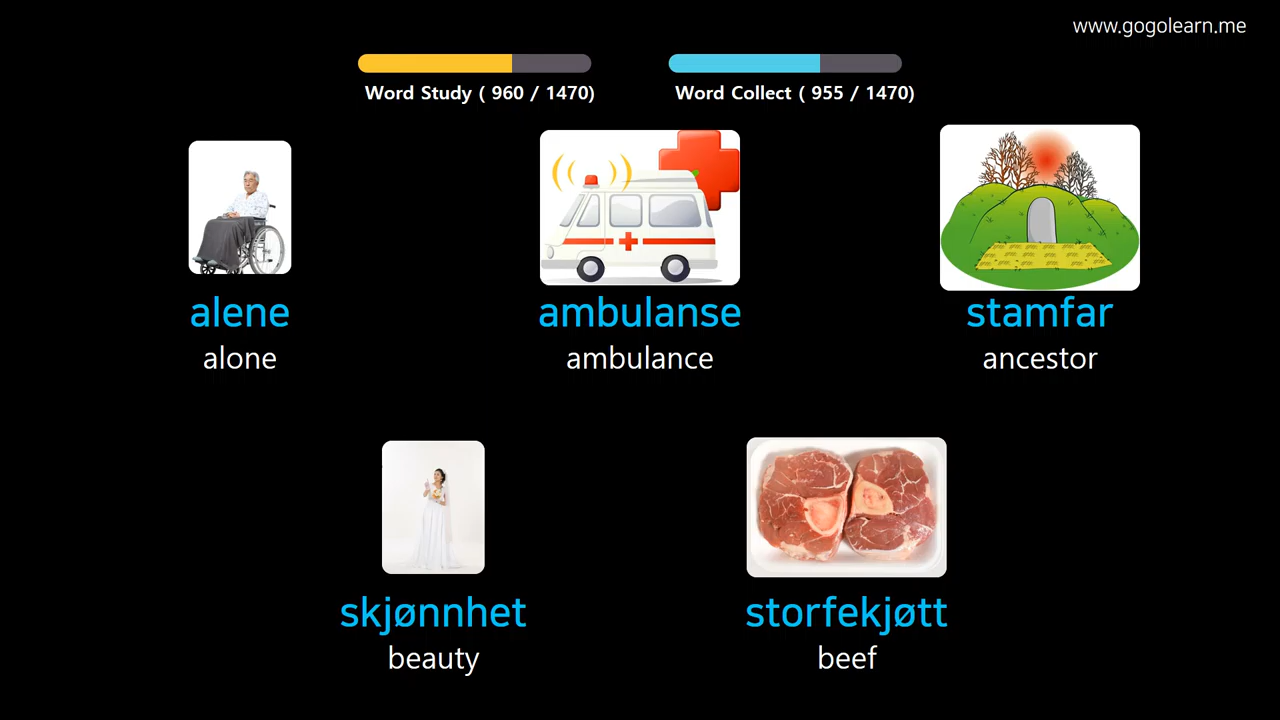 www.gogolearn.me
Word Study ( 960 / 1470)
Word Collect ( 955 / 1470)
alene
alone
ambulanse
ambulance
stamfar
ancestor
skjønnhet
beauty
storfekjøtt
beef